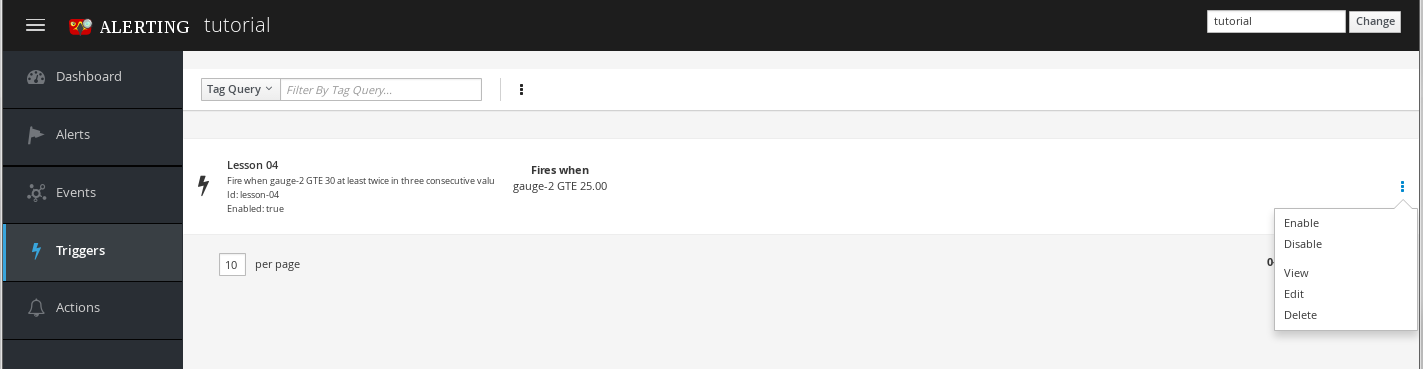 ALERTING tutorial
tutorial
Change
Dashboard
Alerts
Events
Triggers
Actions
Tag Query
Filter By Tag Query...
Lesson 04
Fire when gauge-2 GTE 30 at least twice in three consecutive valu
Id: lesson-04
Enabled: true
Fires when
gauge-2 GTE 25.00
10 per page
Enable
Disable
View
Edit
Delete